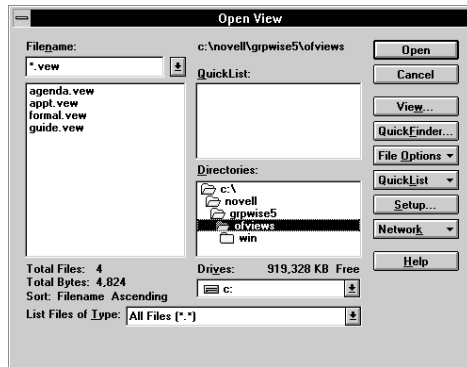 Open View
Filename:
*.vew
agenda.vew
appt.vew
formal.vew
guide.vew
Total Files: 4
Total Bytes: 4,824
Sort: Filename Ascending
List Files of Type: All Files (*.*)
c:\novell\grpwise5\ofviews
QuickList:
Directories:
c:\
novell
grpwise5
ofviews
win
Drives: 919,328 KB Free
c:
Open
Cancel
View...
QuickFinder...
File Options
QuickList
Setup...
Network
Help